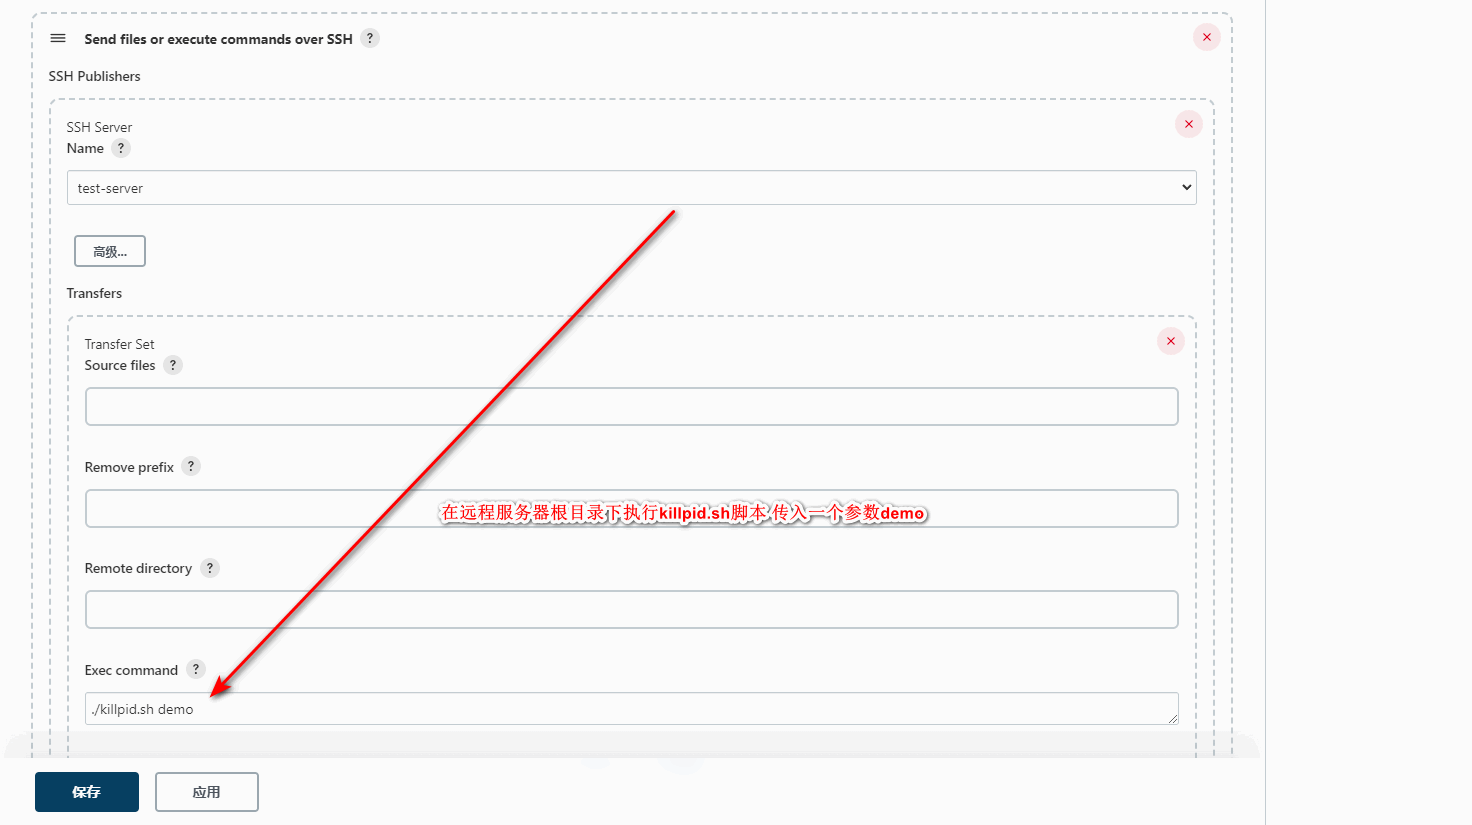 Send files or execute commands over SSH ?
SSH Publishers
SSH Server
Name ?
test-server
高级...
Transfers
Transfer Set
Source files ?
Remove prefix ?
在远程服务器根目录下执行killpid.sh脚本 传入一个参数demo
Remote directory ?
Exec command ?
./killpid.sh demo
保存
应用